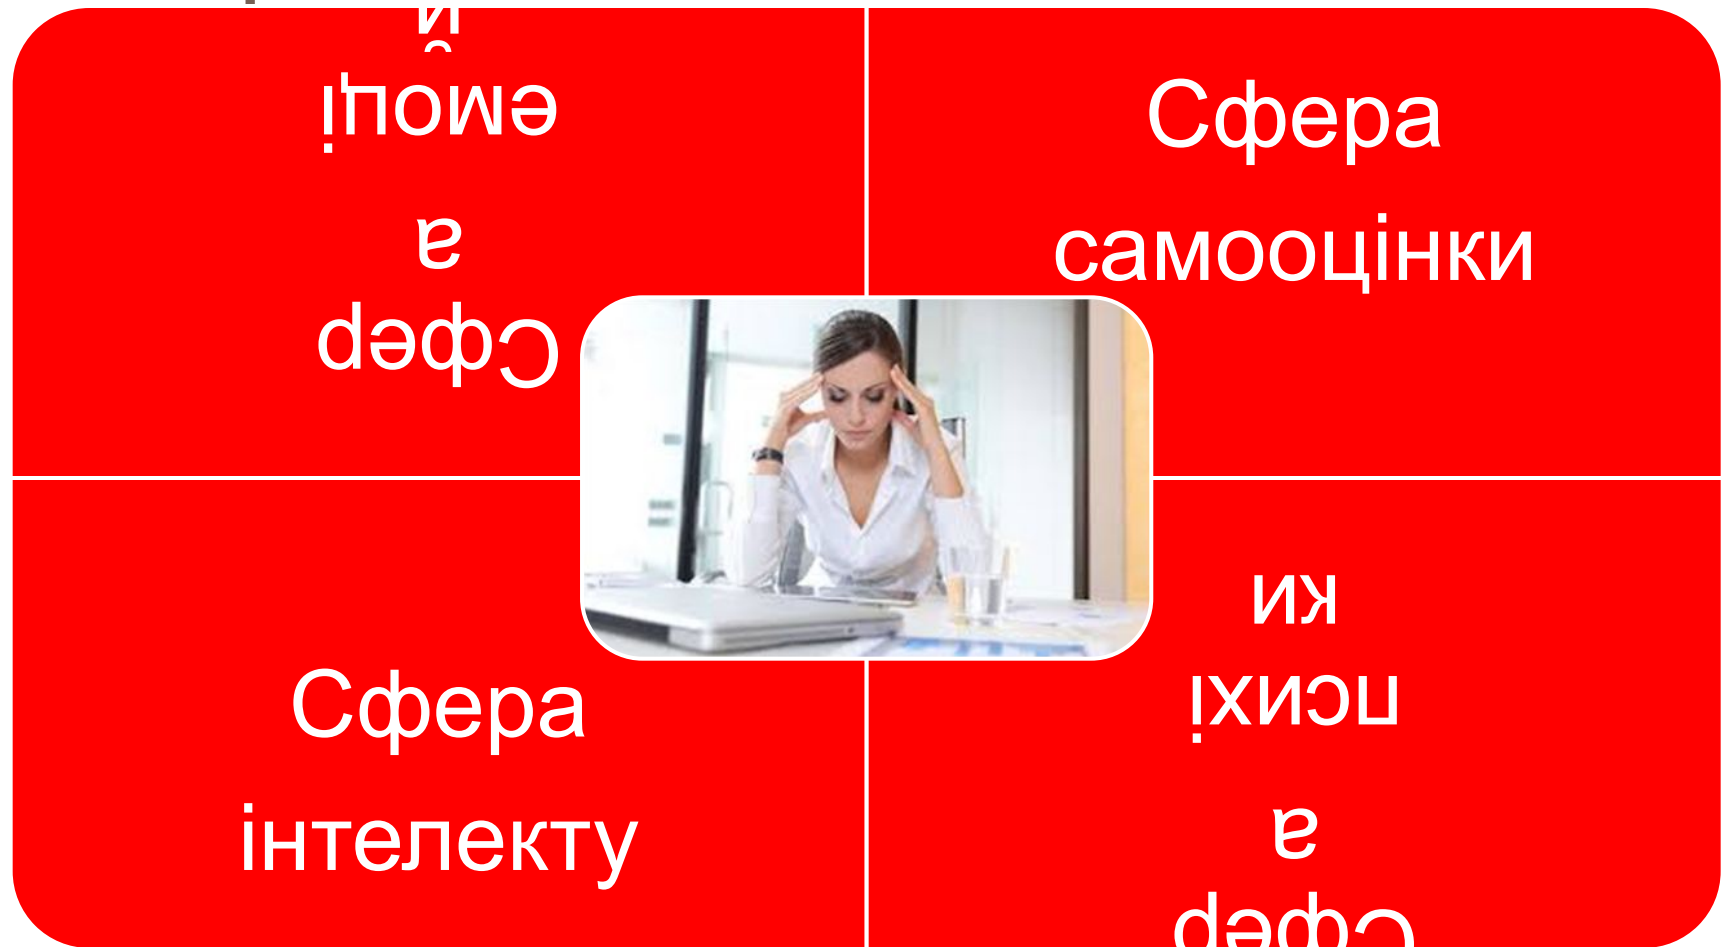 Сфер
а
емоці
й
Сфера
самооцінки
Сфера
інтелекту
Сфер
а
психі
ки